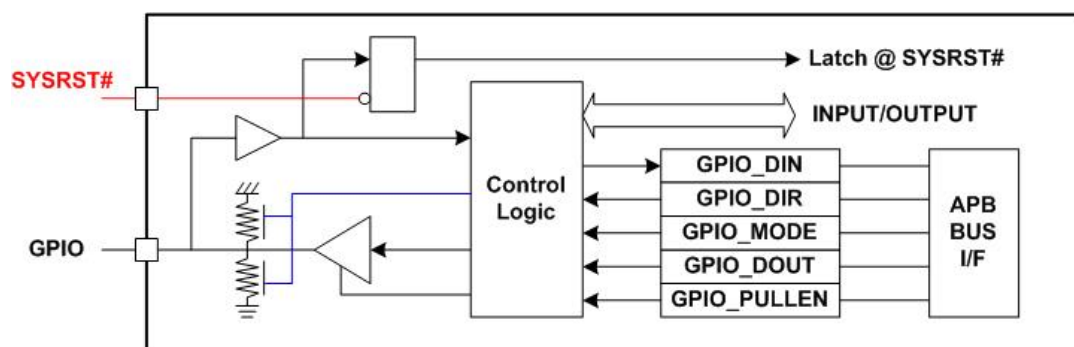 SYSRST#
Latch @ SYSRST#
INPUT/OUTPUT
GPIO
Control
Logic
GPIO_DIN
GPIO_DIR
GPIO_MODE
GPIO_DOUT
GPIO_PULLEN
APB
BUS
I/F